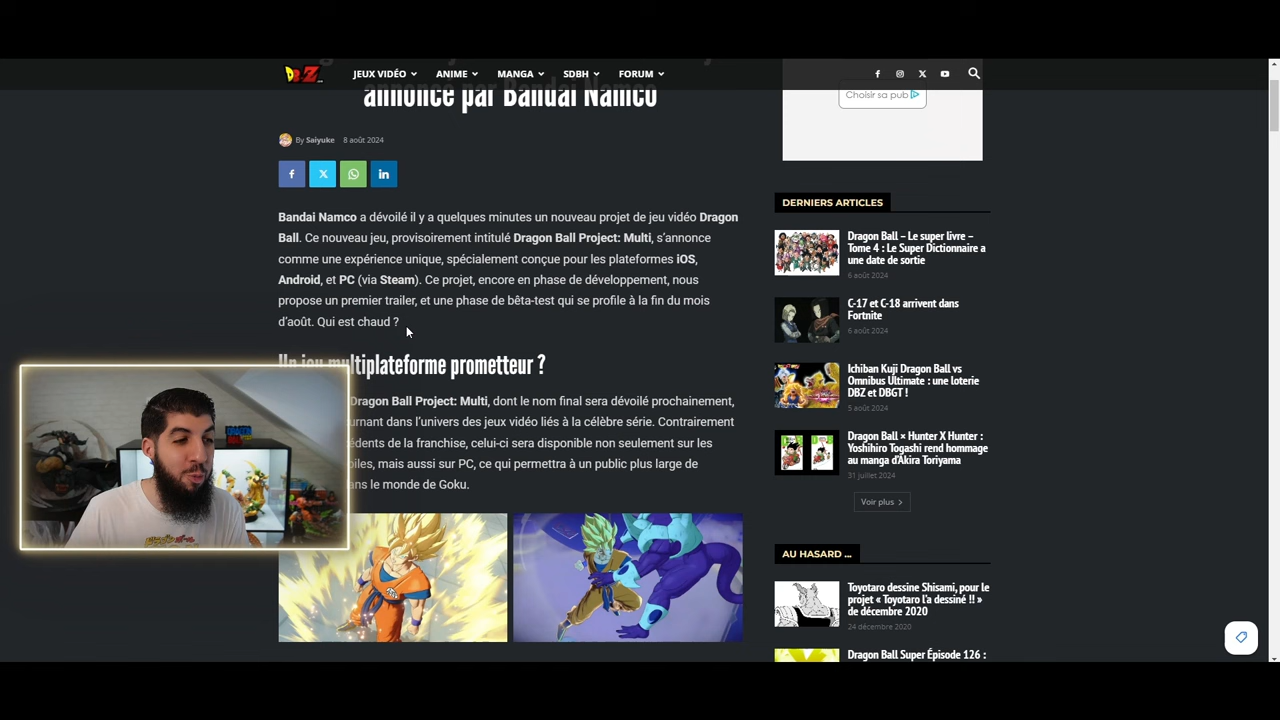 JEUX VIDÉO
ANIME
MANGA
SDBH
FORUM
annoncé par Bandai Namco
By Saiyuke 8 août 2024
Bandai Namco a dévoilé il y a quelques minutes un nouveau projet de jeu vidéo Dragon
Ball. Ce nouveau jeu, provisoirement intitulé Dragon Ball Project: Multi, s'annonce
comme une expérience unique, spécialement conçue pour les plateformes iOS,
Android, et PC (via Steam). Ce projet, encore en phase de développement, nous
propose un premier trailer, et une phase de bêta-test qui se profile à la fin du mois
d'août. Qui est chaud ?
Un jeu multiplateforme prometteur ?
Dragon Ball Project: Multi, dont le nom final sera dévoilé prochainement,
dans l'univers des jeux vidéo liés à la célèbre série. Contrairement
de la franchise, celui-ci sera disponible non seulement sur les
mais aussi sur PC, ce qui permettra à un public plus large de
le monde de Goku.
Choisir sa pub
DERNIERS ARTICLES
Dragon Ball – Le super livre –
Tome 4 : Le Super Dictionnaire a
une date de sortie
6 août 2024
C-17 et C-18 arrivent dans
Fortnite
6 août 2024
Ichiban Kuji Dragon Ball vs
Omnibus Ultimate : une loterie
DBZ et DBGT !
5 août 2024
Dragon Ball × Hunter X Hunter :
Yoshihiro Togashi rend hommage
au manga d'Akira Toriyama
31 juillet 2024
Voir plus
AU HASARD ...
Toyotaro dessine Shisami, pour le
projet « Toyotaro l'a dessiné !! »
de décembre 2020
24 décembre 2020
Dragon Ball Super Épisode 126 :